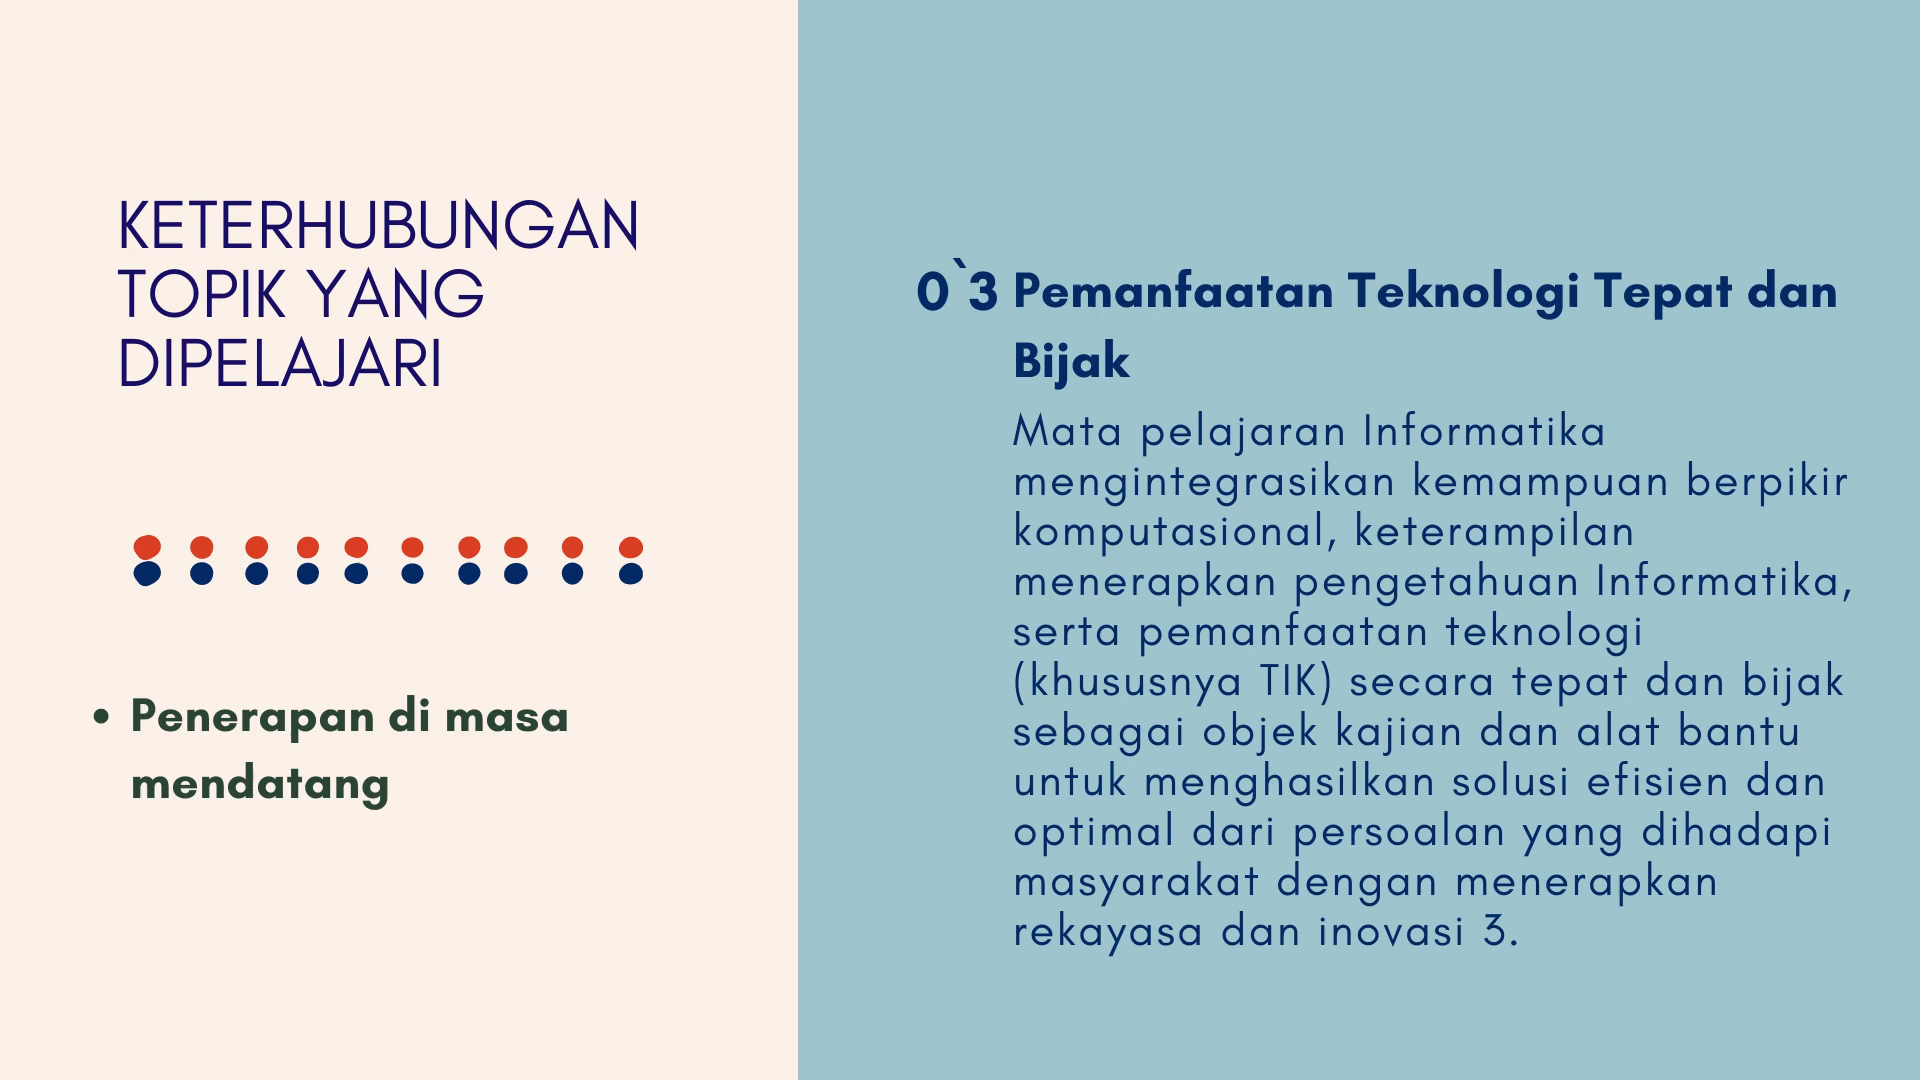 KETERHUBUNGAN
TOPIK YANG
DIPELAJARI
• Penerapan di masa
mendatang
0`3 Pemanfaatan Teknologi Tepat dan
Bijak
Mata pelajaran Informatika
mengintegrasikan kemampuan berpikir
komputasional, keterampilan
menerapkan pengetahuan Informatika,
serta pemanfaatan teknologi
(khususnya TIK) secara tepat dan bijak
sebagai objek kajian dan alat bantu
untuk menghasilkan solusi efisien dan
optimal dari persoalan yang dihadapi
masyarakat dengan menerapkan
rekayasa dan inovasi 3.